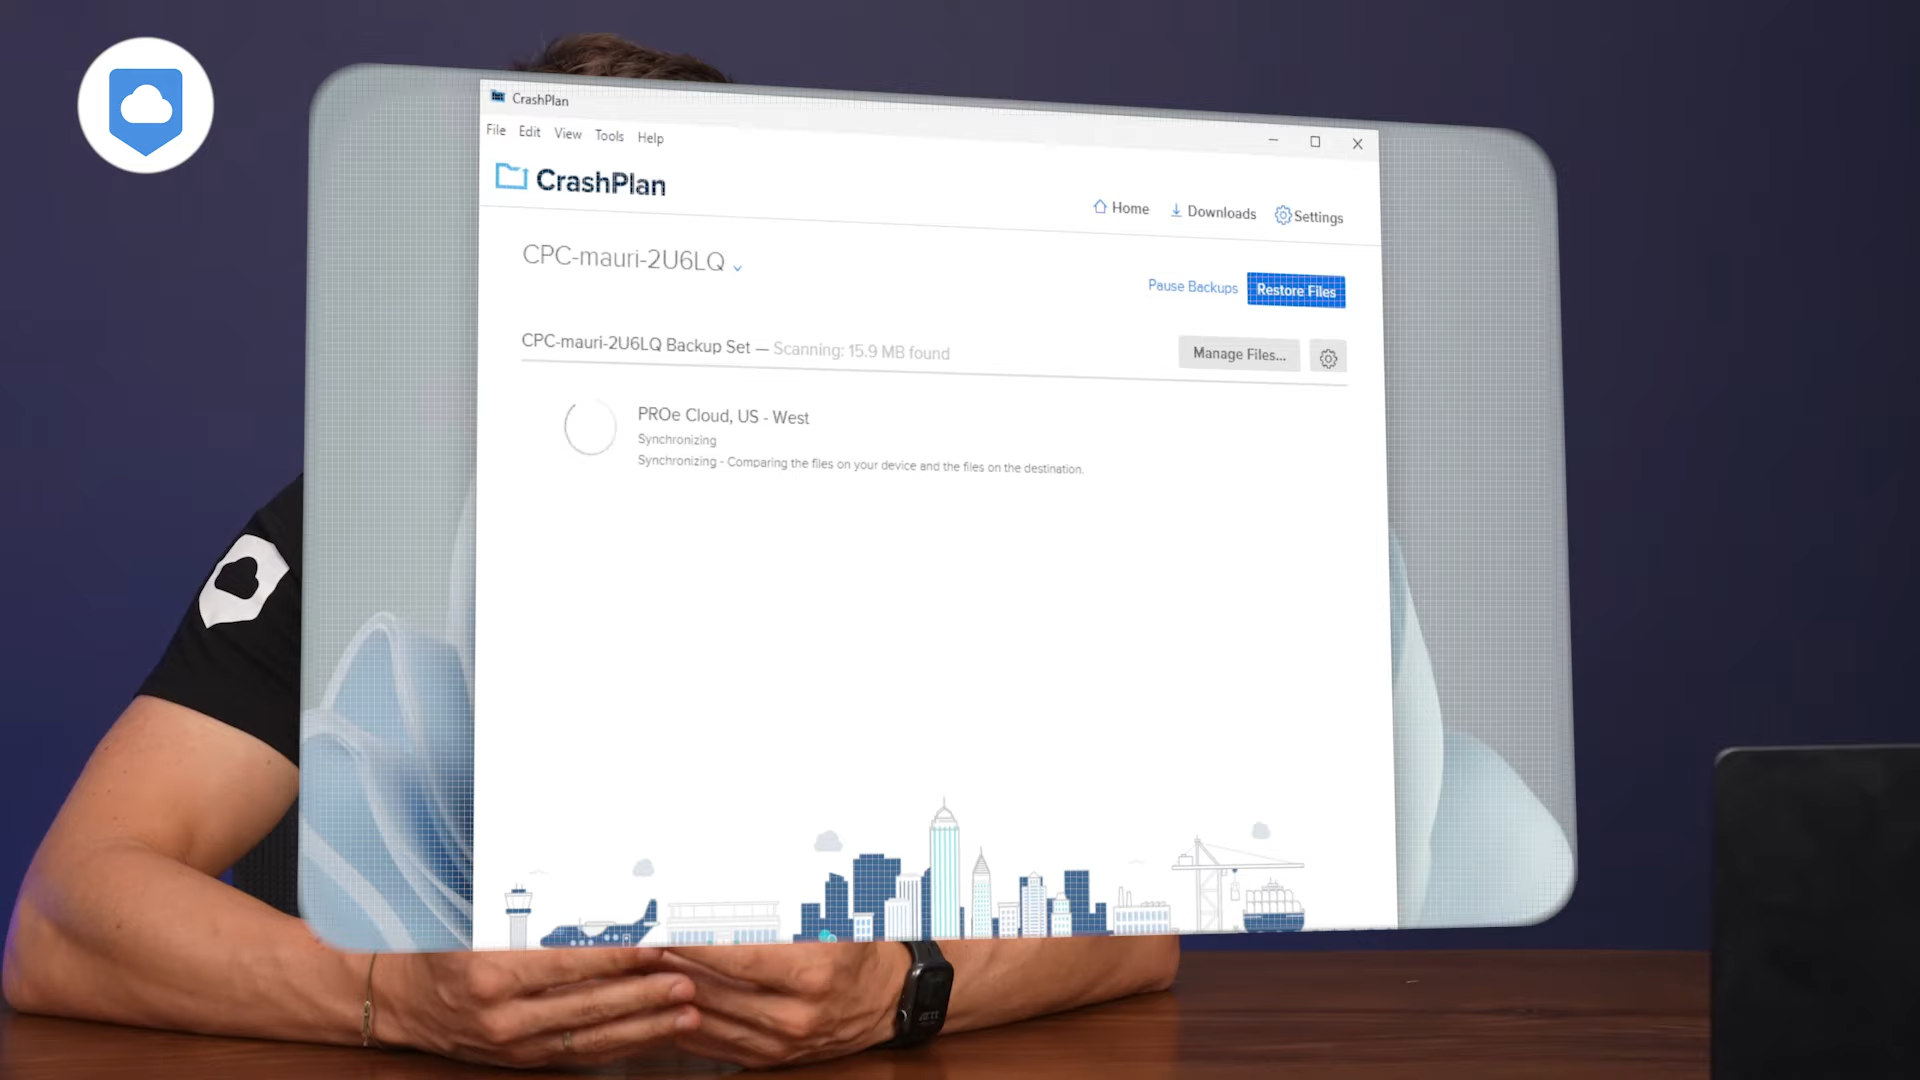 CrashPlan
File Edit View Tools Help
CrashPlan
Home Downloads Settings
CPC-mauri-2U6LQ
Pause Backups Restore Files
CPC-mauri-2U6LQ Backup Set — Scanning: 15.9 MB found
Manage Files...
PROe Cloud, US - West
Synchronizing
Synchronizing - Comparing the files on your device and the files on the destination.